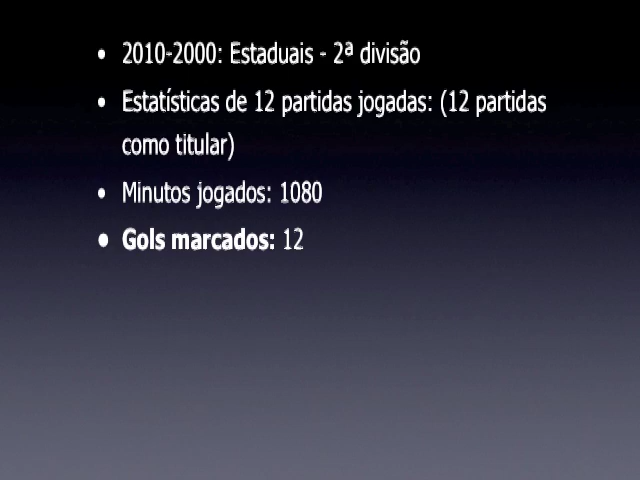 • 2010-2000: Estaduais - 2ª divisão
• Estatísticas de 12 partidas jogadas: (12 partidas
como titular)
• Minutos jogados: 1080
• Gols marcados: 12